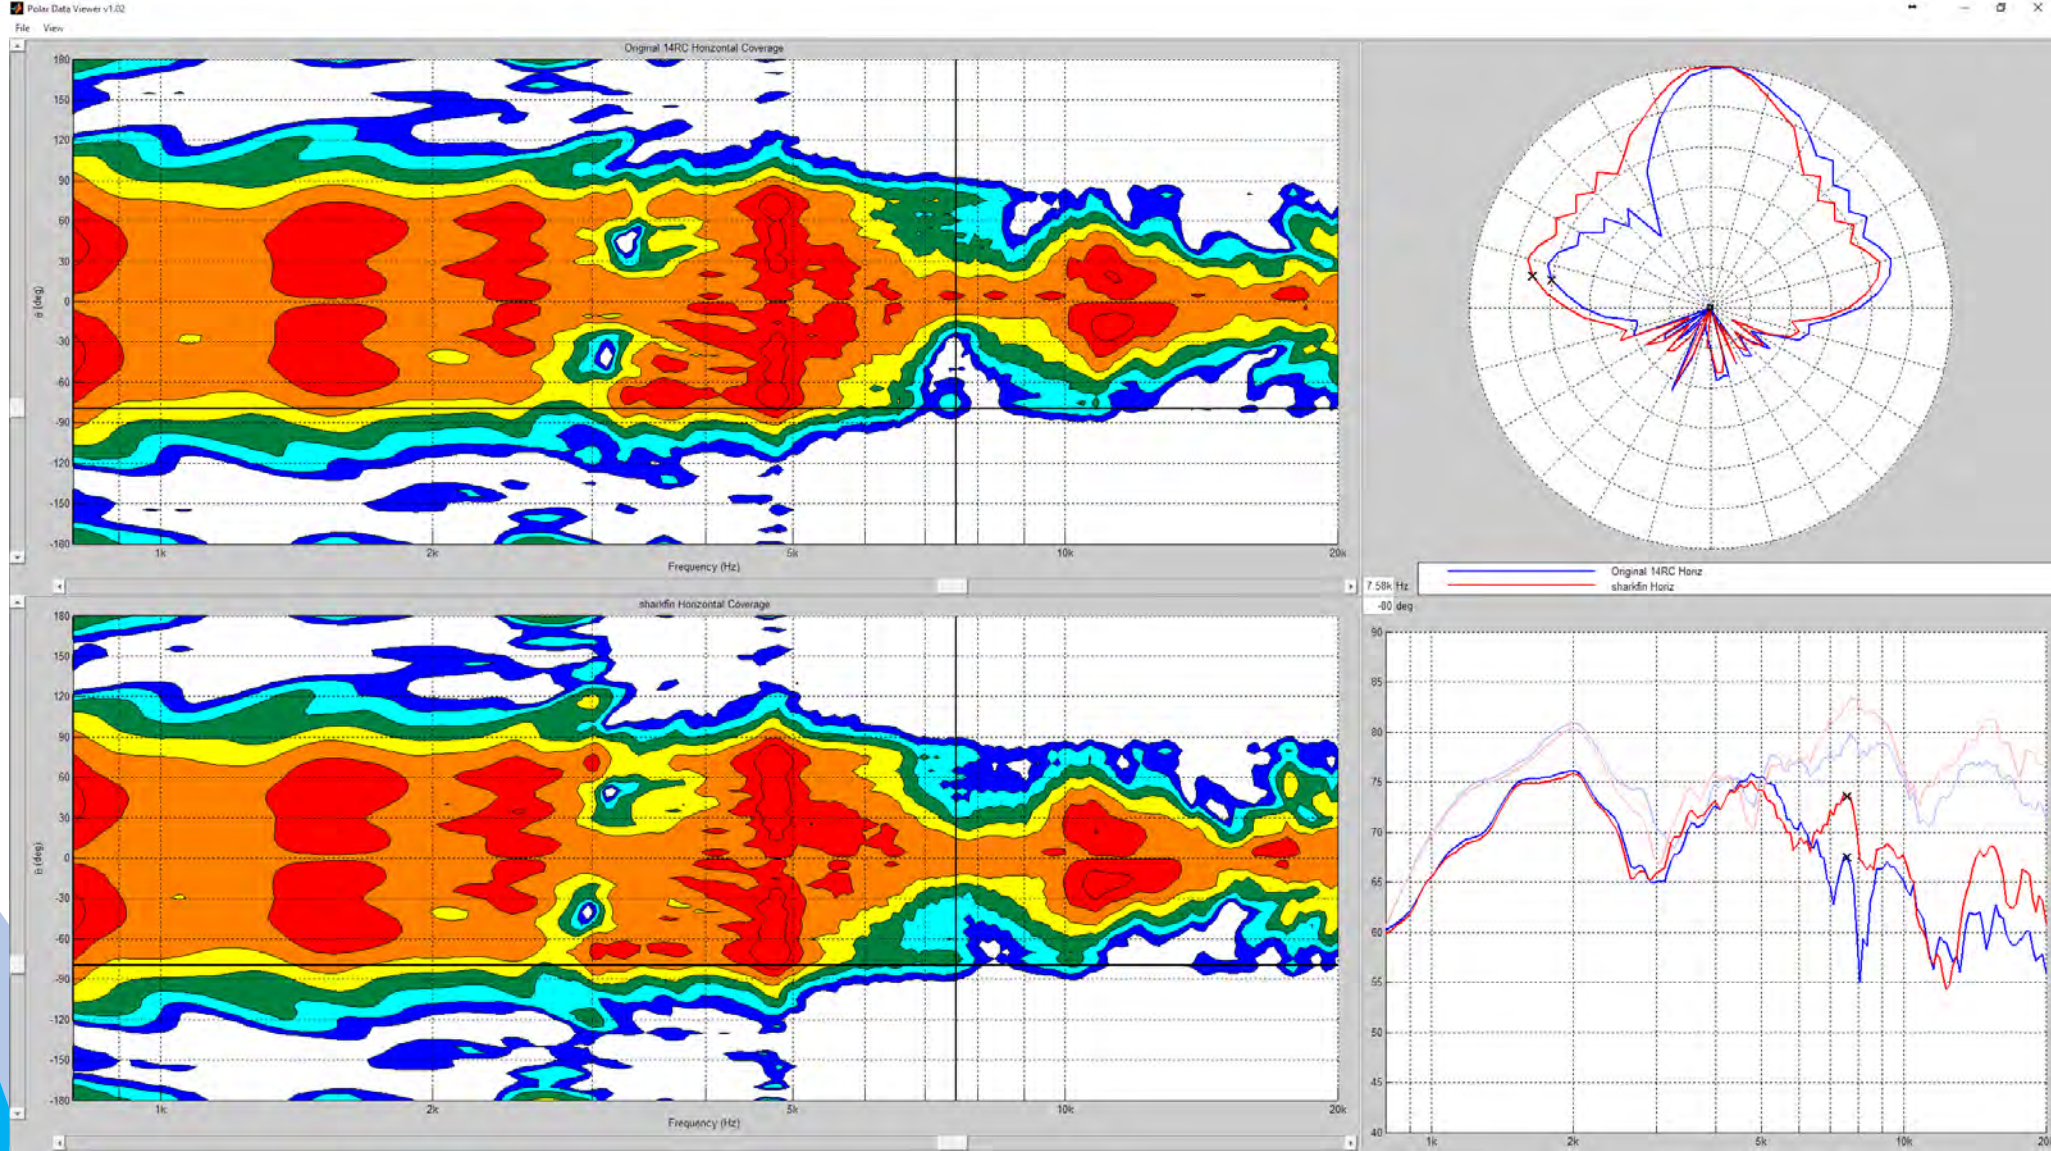 Polar Data Viewer v1.02
File View
Original 14RC Horizontal Coverage
180
150
120
90
60
30
0
-30
-60
-90
-120
-150
-180
θ (deg)
1k 2k 5k 10k 20k
Frequency (Hz)
sharkfin Horizontal Coverage
180
150
120
90
60
30
0
-30
-60
-90
-120
-150
-180
θ (deg)
1k 2k 5k 10k 20k
Frequency (Hz)
7.58k Hz
-80 deg
Original 14RC Horiz
sharkfin Horiz
90
85
80
75
70
65
60
55
50
45
40
1k 2k 5k 10k 20